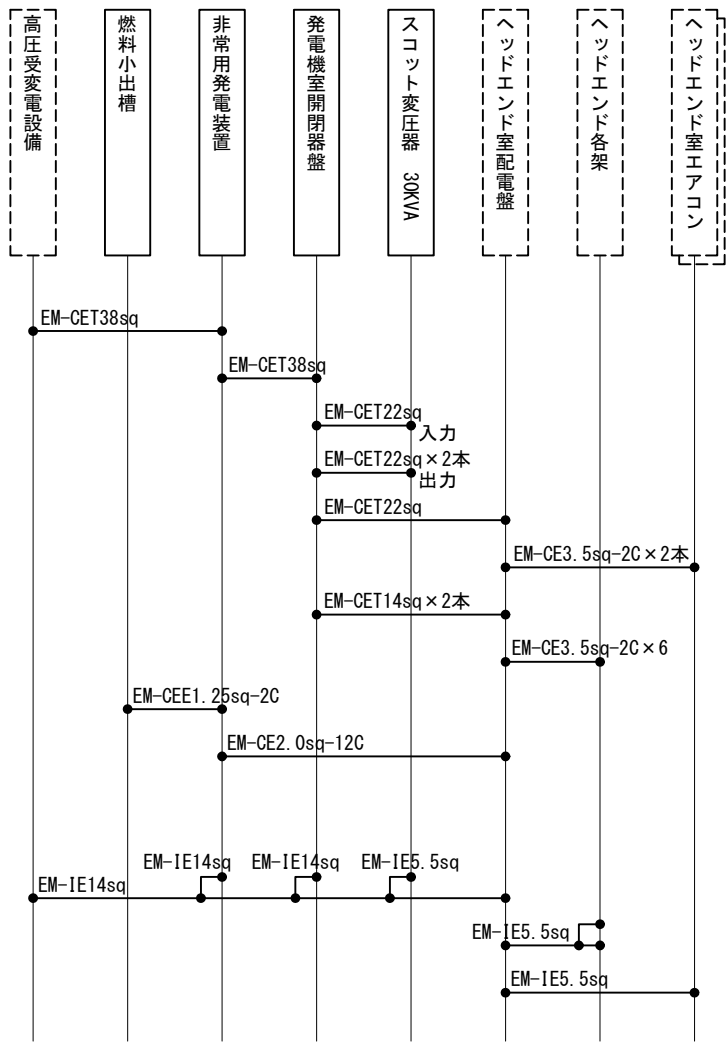 高圧受変電設備
燃料小出槽
非常用発電装置
発電機室開閉器盤
スコット変圧器 30KVA
ヘッドエンド室配電盤
ヘッドエンド各架
ヘッドエンド室エアコン
EM-CET38sq
EM-CET38sq
EM-CET22sq
入力
EM-CET22sq×2本
出力
EM-CET22sq
EM-CE3.5sq-2C×2本
EM-CET14sq×2本
EM-CE3.5sq-2C×6
EM-CEE1.25sq-2C
EM-CE2.0sq-12C
EM-IE14sq
EM-IE14sq
EM-IE5.5sq
EM-IE14sq
EM-IE5.5sq
EM-IE5.5sq